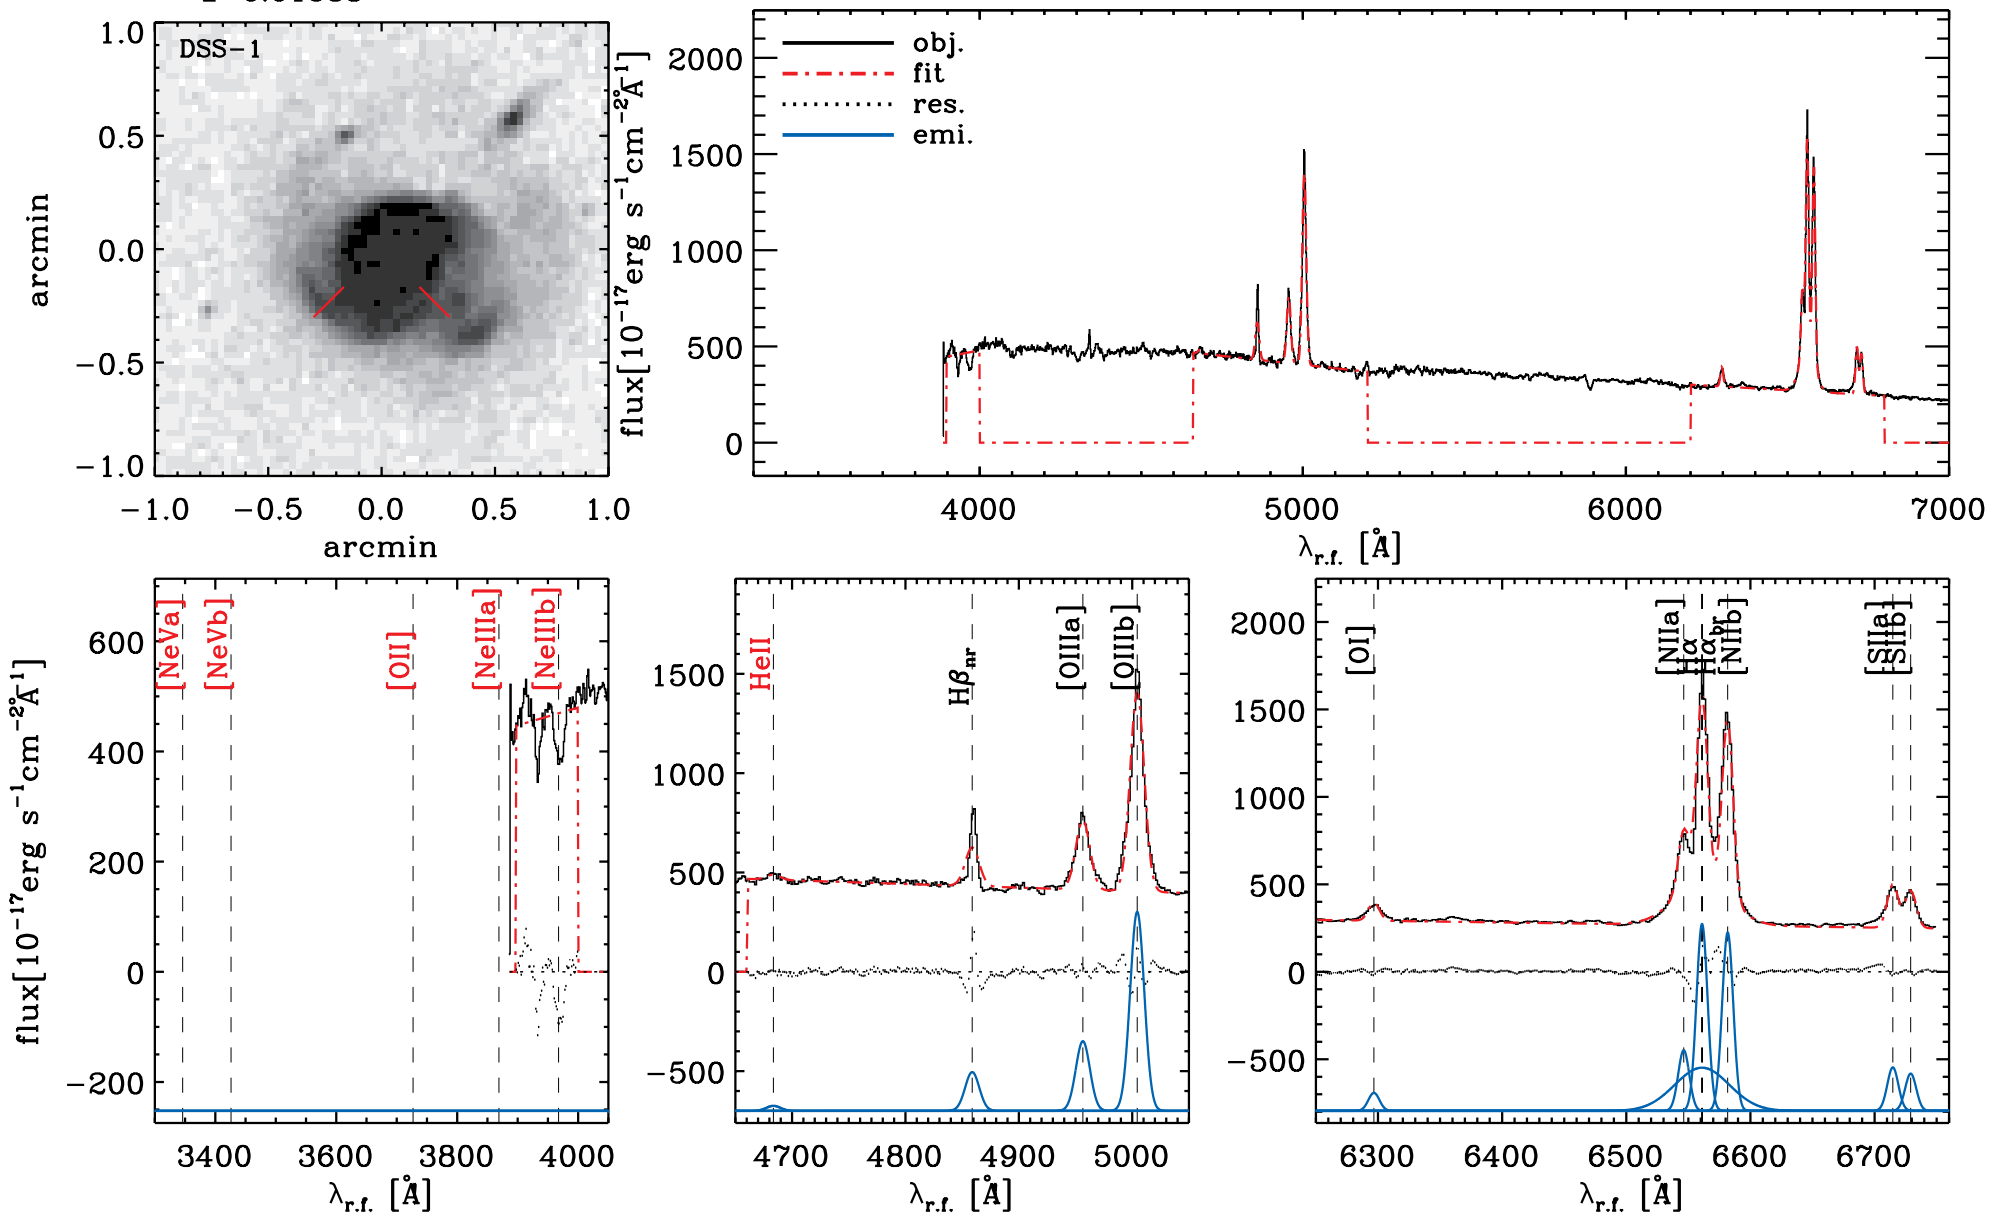 DSS-1
1.0
0.5
0.0
−0.5
−1.0
arcmin
−1.0 −0.5 0.0 0.5 1.0
arcmin
obj.
fit
res.
emi.
2000
1500
1000
500
0
flux[10⁻¹⁷erg s⁻¹cm⁻²Å⁻¹]
4000 5000 6000 7000
λr.f. [Å]
[NeVa] [NeVb] [OII] [NeIIIa] [NeIIIb]
600
400
200
0
−200
flux[10⁻¹⁷erg s⁻¹cm⁻²Å⁻¹]
3400 3600 3800 4000
λr.f. [Å]
HeII Hβnr [OIIIa] [OIIIb]
1500
1000
500
0
−500
4700 4800 4900 5000
λr.f. [Å]
[OI] [NIIa] Hα Hαbr [NIIb] [SIIa] [SIIb]
2000
1500
1000
500
0
−500
6300 6400 6500 6600 6700
λr.f. [Å]